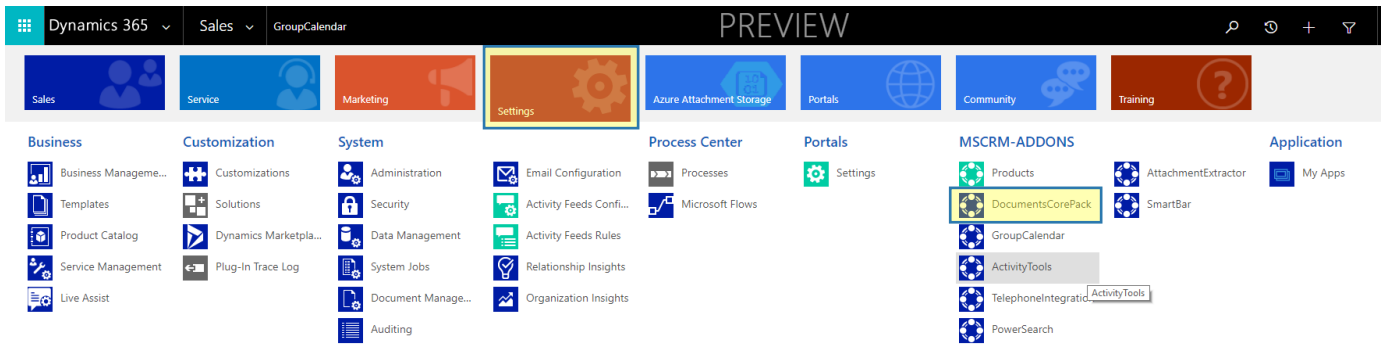 Dynamics 365 Sales GroupCalendar PREVIEW
Sales Service Marketing Settings Azure Attachment Storage Portals Community Training
Business Customization System Process Center Portals MSCRM-ADDONS Application
Business Manageme... Customizations Administration Email Configuration Processes Settings Products AttachmentExtractor My Apps
Templates Solutions Security Activity Feeds Confi... Microsoft Flows DocumentsCorePack SmartBar
Product Catalog Dynamics Marketpla... Data Management Activity Feeds Rules GroupCalendar
Service Management Plug-In Trace Log System Jobs Relationship Insights ActivityTools
Live Assist Document Manage... Organization Insights TelephoneIntegratio ActivityTools
Auditing PowerSearch